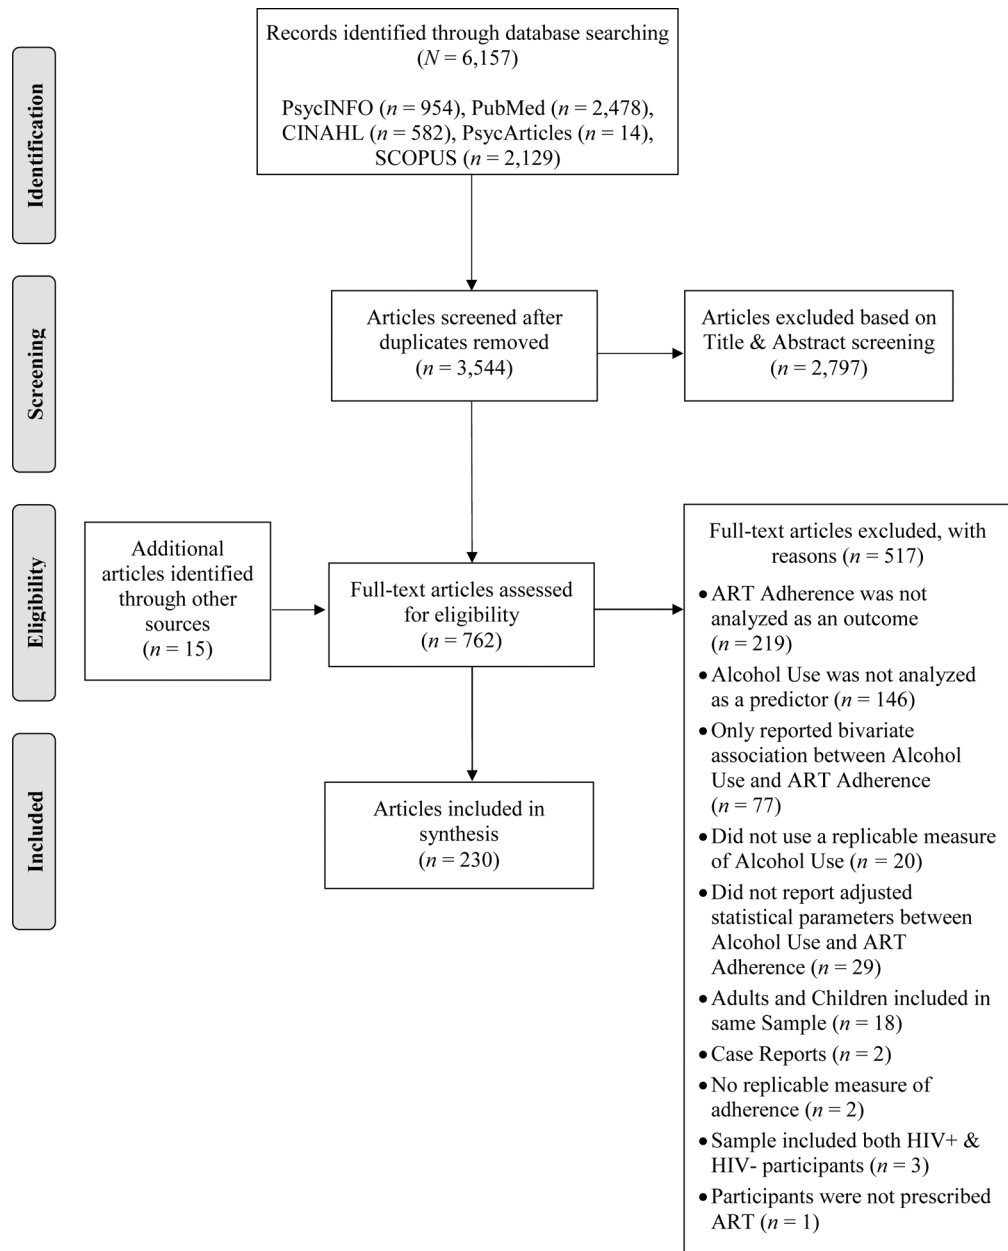 Identification
Records identified through database searching
(N = 6,157)
PsycINFO (n = 954), PubMed (n = 2,478),
CINAHL (n = 582), PsycArticles (n = 14),
SCOPUS (n = 2,129)
Screening
Articles screened after
duplicates removed
(n = 3,544)
Articles excluded based on
Title & Abstract screening
(n = 2,797)
Eligibility
Additional
articles identified
through other
sources
(n = 15)
Full-text articles assessed
for eligibility
(n = 762)
Full-text articles excluded, with
reasons (n = 517)
• ART Adherence was not
analyzed as an outcome
(n = 219)
• Alcohol Use was not analyzed
as a predictor (n = 146)
• Only reported bivariate
association between Alcohol
Use and ART Adherence
(n = 77)
• Did not use a replicable measure
of Alcohol Use (n = 20)
• Did not report adjusted
statistical parameters between
Alcohol Use and ART
Adherence (n = 29)
• Adults and Children included in
same Sample (n = 18)
• Case Reports (n = 2)
• No replicable measure of
adherence (n = 2)
• Sample included both HIV+ &
HIV- participants (n = 3)
• Participants were not prescribed
ART (n = 1)
Included
Articles included in
synthesis
(n = 230)